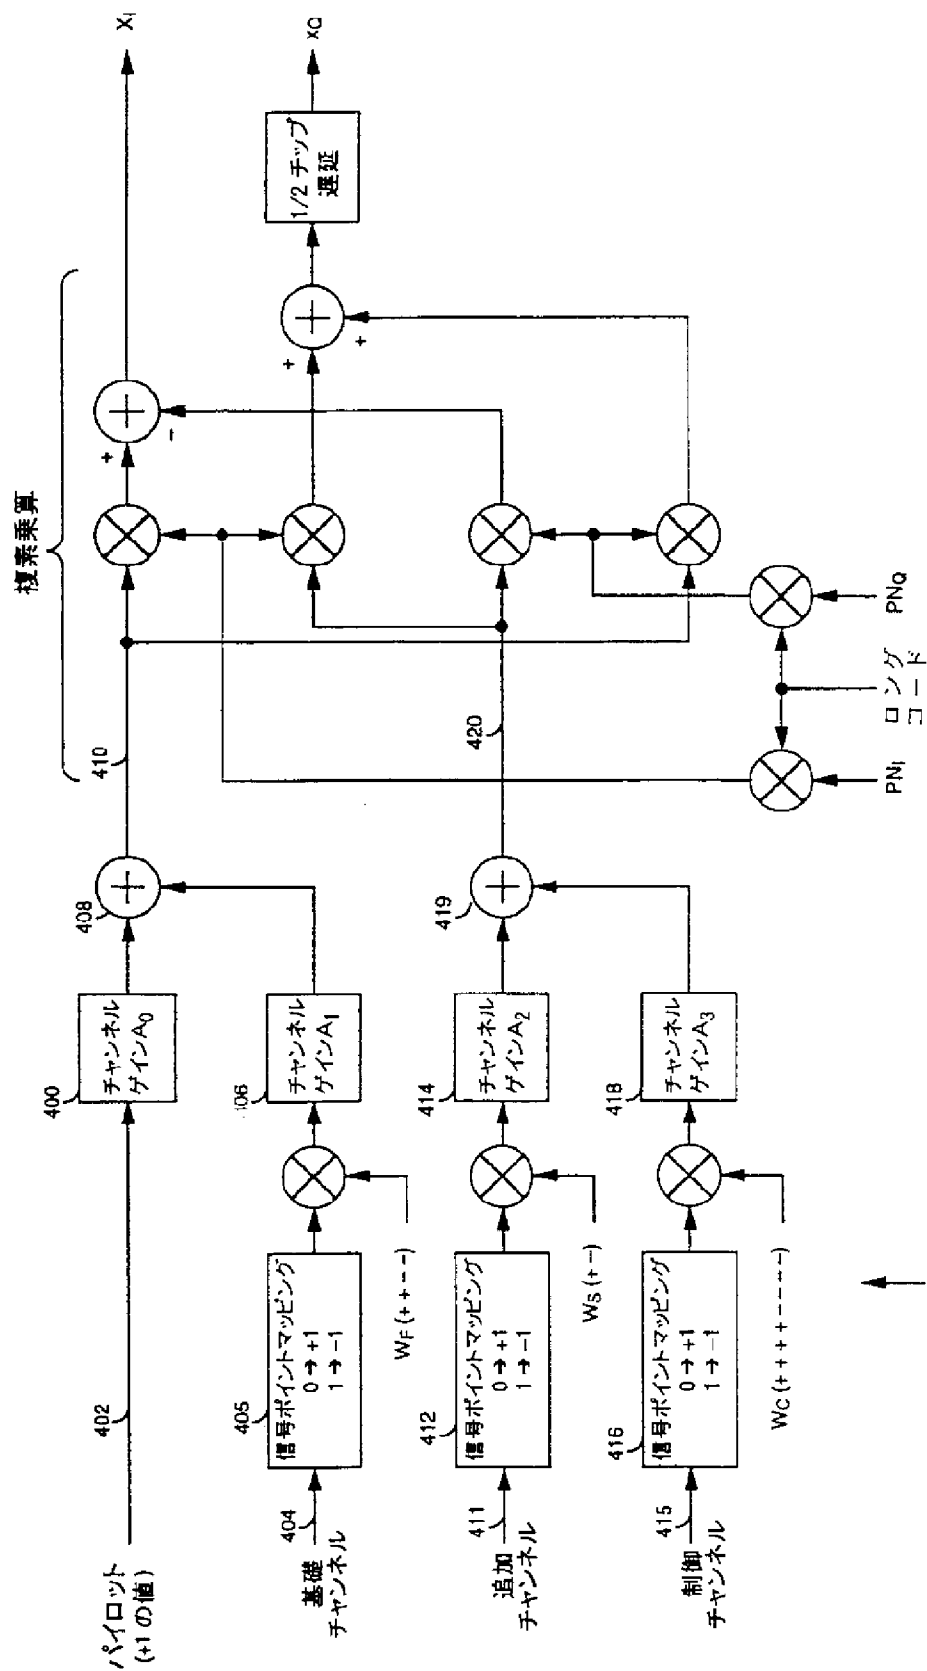 パイロット
(+1の値)
402
400
チャンネル
ゲインA0
408
410
複素乗算
+
-
XI
基礎
チャンネル
404
405
信号ポイントマッピング
0→+1
1→-1
WF(++--)
406
チャンネル
ゲインA1
+
+
1/2チップ
遅延
XQ
追加
チャンネル
411
412
信号ポイントマッピング
0→+1
1→-1
WS(+-)
414
チャンネル
ゲインA2
419
420
制御
チャンネル
415
416
信号ポイントマッピング
0→+1
1→-1
WC(++++----)
418
チャンネル
ゲインA3
PNI
ロング
コード
PNQ